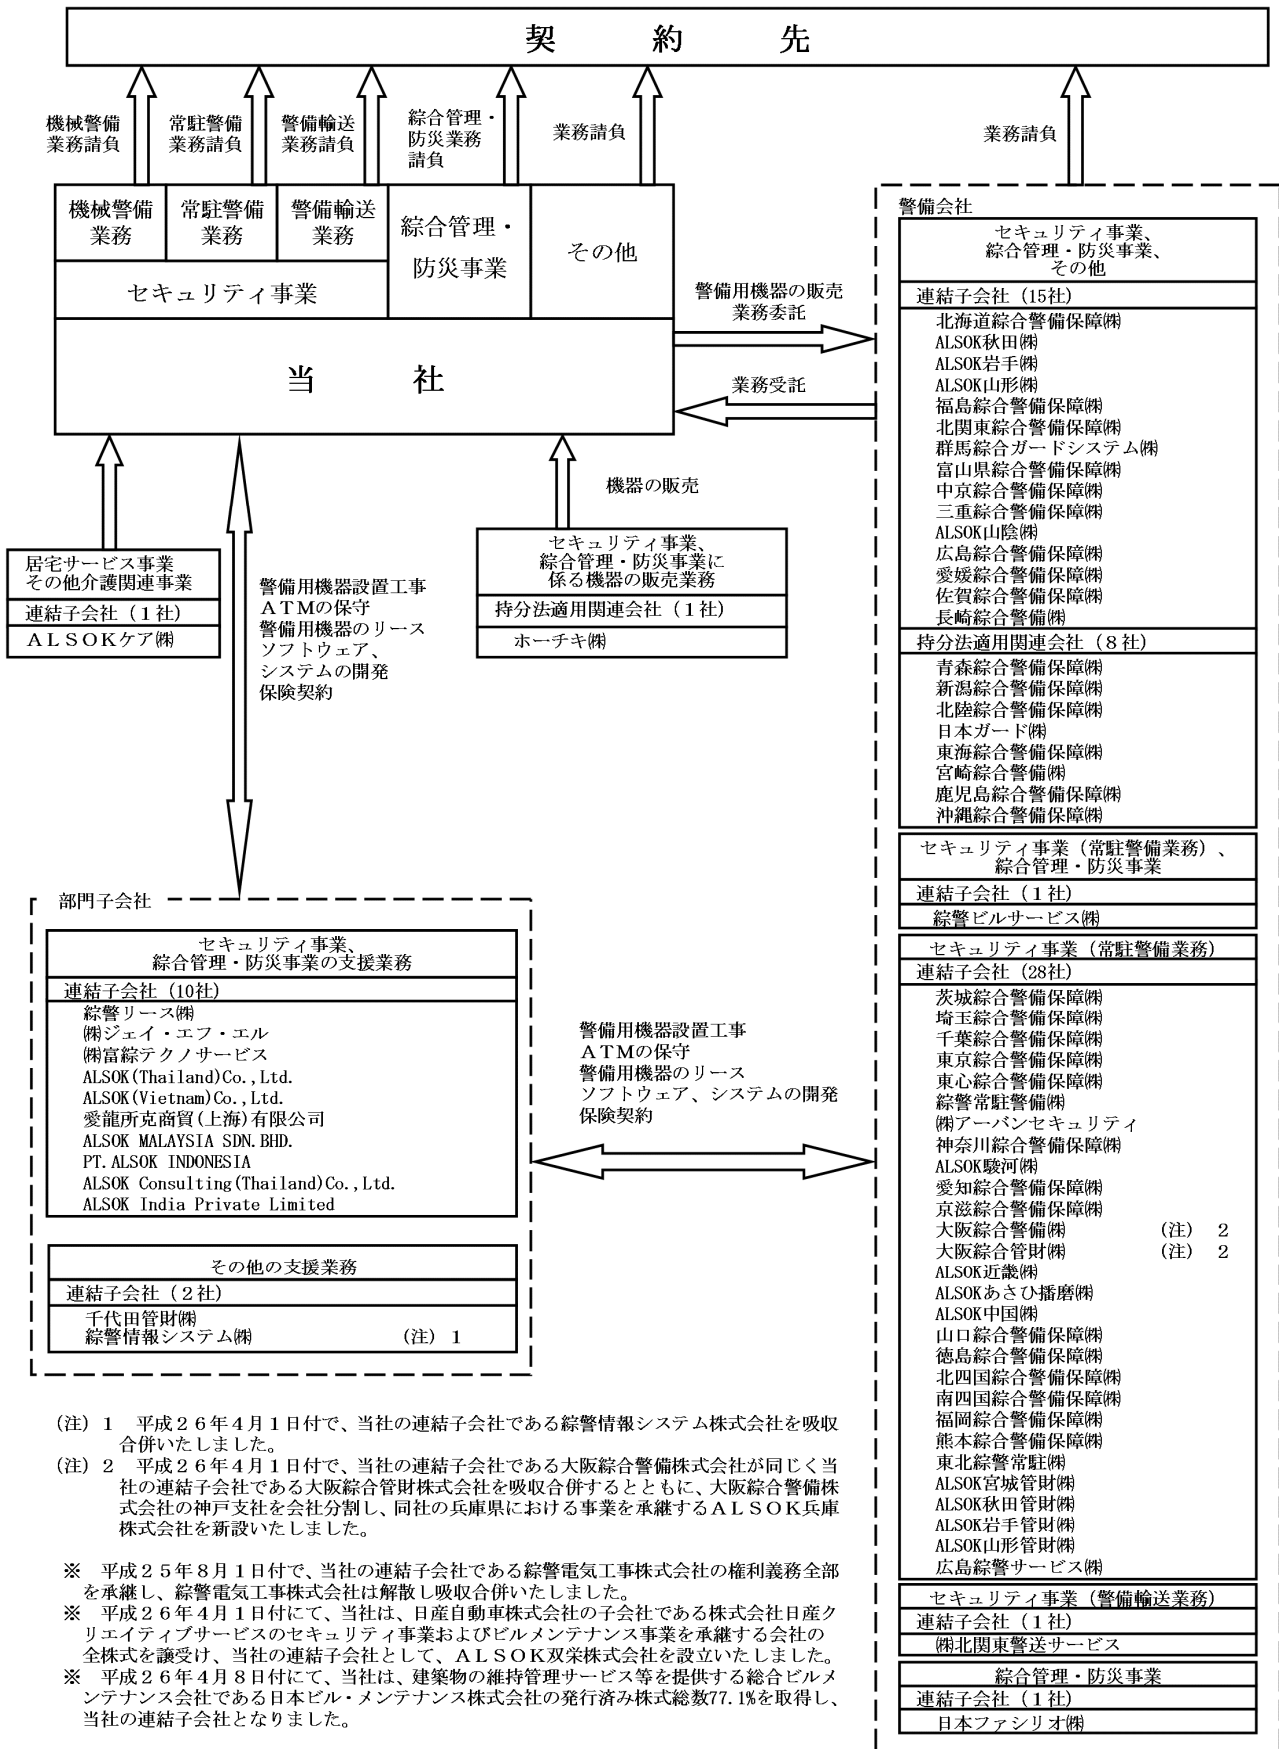 契約先
機械警備
業務請負
常駐警備
業務請負
警備輸送
業務請負
綜合管理・
防災業務
請負
業務請負
業務請負
機械警備
業務
常駐警備
業務
警備輸送
業務
綜合管理・
防災事業
その他
セキュリティ事業
当社
警備用機器の販売
業務委託
業務受託
機器の販売
居宅サービス事業
その他介護関連事業
連結子会社（１社）
ＡＬＳＯＫケア㈱
警備用機器設置工事
ＡＴＭの保守
警備用機器のリース
ソフトウェア、
システムの開発
保険契約
セキュリティ事業、
綜合管理・防災事業に
係る機器の販売業務
持分法適用関連会社（１社）
ホーチキ㈱
部門子会社
セキュリティ事業、
綜合管理・防災事業の支援業務
連結子会社（10社）
綜警リース㈱
㈱ジェイ・エフ・エル
㈱富綜テクノサービス
ALSOK(Thailand)Co.,Ltd.
ALSOK(Vietnam)Co.,Ltd.
愛龍所克商貿(上海)有限公司
ALSOK MALAYSIA SDN.BHD.
PT.ALSOK INDONESIA
ALSOK Consulting(Thailand)Co.,Ltd.
ALSOK India Private Limited
その他の支援業務
連結子会社（２社）
千代田管財㈱
綜警情報システム㈱　（注）１
警備用機器設置工事
ＡＴＭの保守
警備用機器のリース
ソフトウェア、システムの開発
保険契約
警備会社
セキュリティ事業、
綜合管理・防災事業、
その他
連結子会社（15社）
北海道綜合警備保障㈱
ALSOK秋田㈱
ALSOK岩手㈱
ALSOK山形㈱
福島綜合警備保障㈱
北関東綜合警備保障㈱
群馬綜合ガードシステム㈱
富山県綜合警備保障㈱
中京綜合警備保障㈱
三重綜合警備保障㈱
ALSOK山陰㈱
広島綜合警備保障㈱
愛媛綜合警備保障㈱
佐賀綜合警備保障㈱
長崎綜合警備㈱
持分法適用関連会社（８社）
青森綜合警備保障㈱
新潟綜合警備保障㈱
北陸綜合警備保障㈱
日本ガード㈱
東海綜合警備保障㈱
宮崎綜合警備㈱
鹿児島綜合警備保障㈱
沖縄綜合警備保障㈱
セキュリティ事業（常駐警備業務）、
綜合管理・防災事業
連結子会社（１社）
綜警ビルサービス㈱
セキュリティ事業（常駐警備業務）
連結子会社（28社）
茨城綜合警備保障㈱
埼玉綜合警備保障㈱
千葉綜合警備保障㈱
東京綜合警備保障㈱
東心綜合警備保障㈱
綜警常駐警備㈱
㈱アーバンセキュリティ
神奈川綜合警備保障㈱
ALSOK駿河㈱
愛知綜合警備保障㈱
京滋綜合警備保障㈱
大阪綜合警備㈱　（注）　２
大阪綜合管財㈱　（注）　２
ALSOK近畿㈱
ALSOKあさひ播磨㈱
ALSOK中国㈱
山口綜合警備保障㈱
徳島綜合警備保障㈱
北四国綜合警備保障㈱
南四国綜合警備保障㈱
福岡綜合警備保障㈱
熊本綜合警備保障㈱
東北綜警常駐㈱
ALSOK宮城管財㈱
ALSOK秋田管財㈱
ALSOK岩手管財㈱
ALSOK山形管財㈱
広島綜警サービス㈱
セキュリティ事業（警備輸送業務）
連結子会社（１社）
㈱北関東警送サービス
綜合管理・防災事業
連結子会社（１社）
日本ファシリオ㈱
（注）１　平成２６年４月１日付で、当社の連結子会社である綜警情報システム株式会社を吸収
合併いたしました。
（注）２　平成２６年４月１日付で、当社の連結子会社である大阪綜合警備株式会社が同じく当
社の連結子会社である大阪綜合管財株式会社を吸収合併するとともに、大阪綜合警備株
式会社の神戸支社を会社分割し、同社の兵庫県における事業を承継するＡＬＳＯＫ兵庫
株式会社を新設いたしました。
※　平成２５年８月１日付で、当社の連結子会社である綜警電気工事株式会社の権利義務全部
を承継し、綜警電気工事株式会社は解散し吸収合併いたしました。
※　平成２６年４月１日付にて、当社は、日産自動車株式会社の子会社である株式会社日産ク
リエイティブサービスのセキュリティ事業およびビルメンテナンス事業を承継する会社の
全株式を譲受け、当社の連結子会社として、ＡＬＳＯＫ双栄株式会社を設立いたしました。
※　平成２６年４月８日付にて、当社は、建築物の維持管理サービス等を提供する総合ビルメ
ンテナンス会社である日本ビル・メンテナンス株式会社の発行済み株式総数77.1%を取得し、
当社の連結子会社となりました。